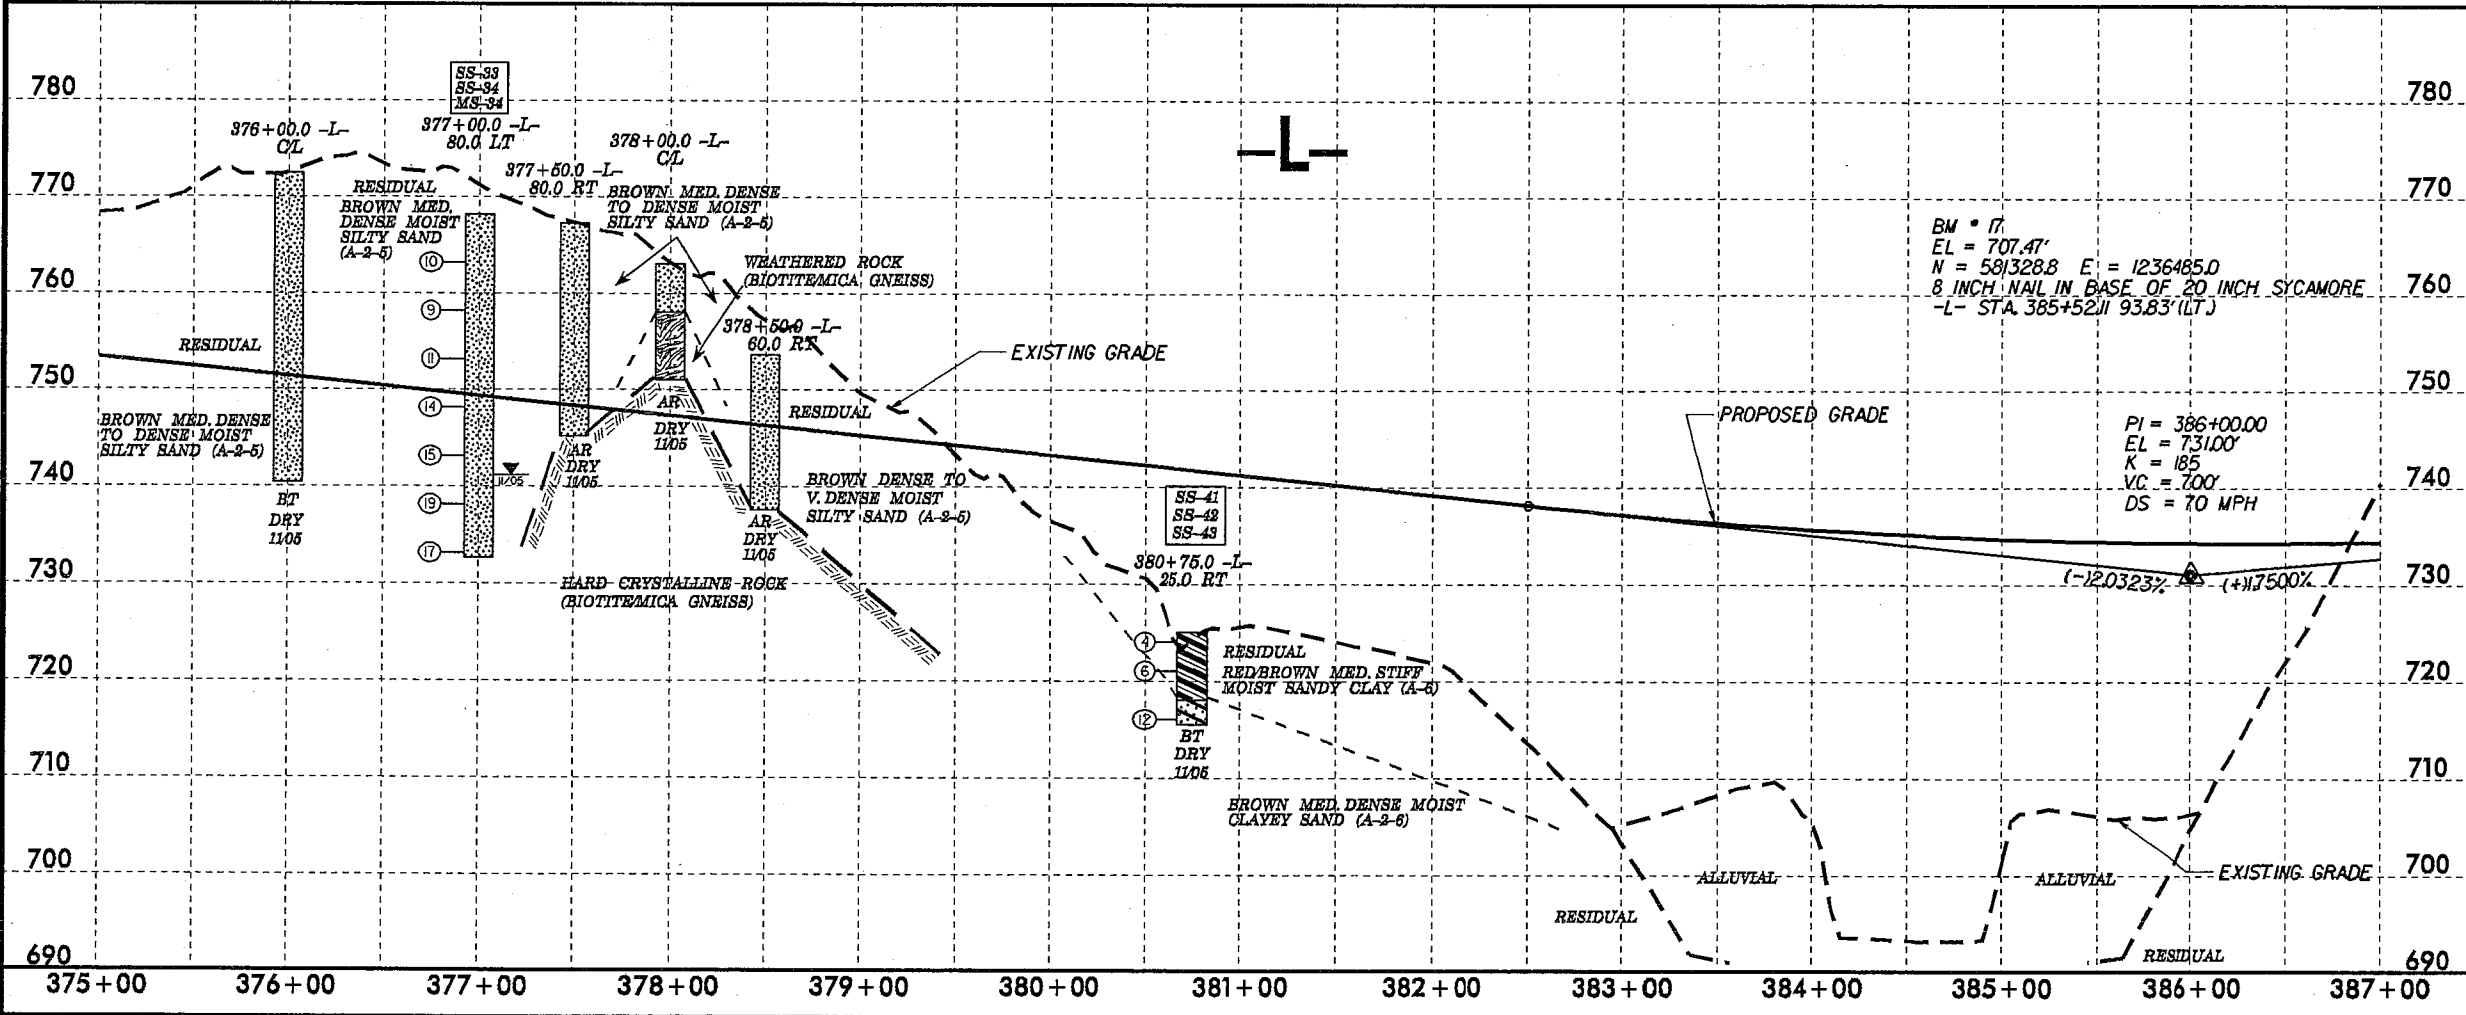 SS-33
SS-34
MS-34
376+00.0 -L-
C/L
377+00.0 -L-
80.0 LT
377+50.0 -L-
80.0 RT
378+00.0 -L-
C/L
-L-
780
770
760
750
740
730
720
710
700
690
780
770
760
750
740
730
720
710
700
690
RESIDUAL
BROWN MED.
DENSE MOIST
SILTY SAND
(A-2-5)
BROWN MED. DENSE
TO DENSE MOIST
SILTY SAND (A-2-5)
WEATHERED ROCK
(BIOTITE/MICA GNEISS)
378+50.0 -L-
60.0 RT
EXISTING GRADE
BM # 17
EL = 707.47'
N = 581328.8 E = 1236485.0
8 INCH NAIL IN BASE OF 20 INCH SYCAMORE
-L- STA. 385+52.11 93.83' (LT.)
RESIDUAL
BROWN MED. DENSE
TO DENSE MOIST
SILTY SAND (A-2-5)
10
9
11
14
15
19
17
11/05
BT
DRY
11/05
AR
DRY
11/05
AR
DRY
11/05
AR
DRY
11/05
RESIDUAL
BROWN DENSE TO
V. DENSE MOIST
SILTY SAND (A-2-5)
HARD CRYSTALLINE ROCK
(BIOTITE/MICA GNEISS)
PROPOSED GRADE
PI = 386+00.00
EL = 731.00'
K = 185
VC = 700'
DS = 70 MPH
(-)2.0323%
(+)1.7500%
SS-41
SS-42
SS-43
380+75.0 -L-
25.0 RT
4
6
12
RESIDUAL
RED/BROWN MED. STIFF
MOIST SANDY CLAY (A-6)
BT
DRY
11/05
BROWN MED. DENSE MOIST
CLAYEY SAND (A-2-6)
RESIDUAL
ALLUVIAL
ALLUVIAL
EXISTING GRADE
RESIDUAL
375+00 376+00 377+00 378+00 379+00 380+00 381+00 382+00 383+00 384+00 385+00 386+00 387+00